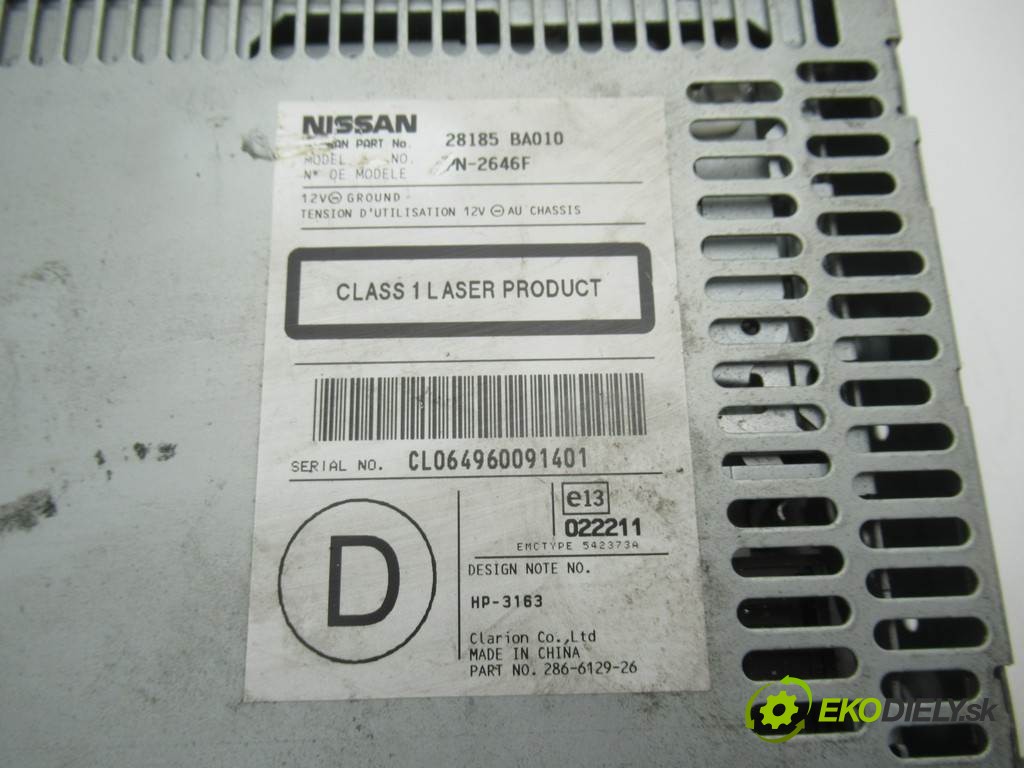 NISSAN
PART No. 28185 BA010
MODEL NO. N-2646F
N° OE MODELE
12V ⊖ GROUND
TENSION D'UTILISATION 12V ⊖ AU CHASSIS
CLASS 1 LASER PRODUCT
SERIAL NO. CL064960091401
e13
022211
EMCTYPE 542373A
D
DESIGN NOTE NO.
HP-3163
Clarion Co.,Ltd
MADE IN CHINA
PART NO. 286-6129-26
EKODIELY.sk